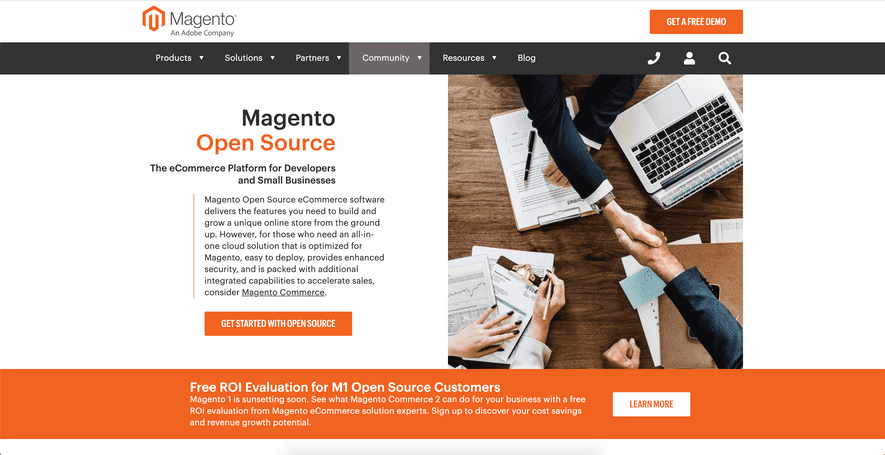 Magento
An Adobe Company
GET A FREE DEMO
Products
Solutions
Partners
Community
Resources
Blog
Magento
Open Source
The eCommerce Platform for Developers
and Small Businesses
Magento Open Source eCommerce software
delivers the features you need to build and
grow a unique online store from the ground
up. However, for those who need an all-in-
one cloud solution that is optimized for
Magento, easy to deploy, provides enhanced
security, and is packed with additional
integrated capabilities to accelerate sales,
consider Magento Commerce.
GET STARTED WITH OPEN SOURCE
Free ROI Evaluation for M1 Open Source Customers
Magento 1 is sunsetting soon. See what Magento Commerce 2 can do for your business with a free
ROI evaluation from Magento eCommerce solution experts. Sign up to discover your cost savings
and revenue growth potential.
LEARN MORE